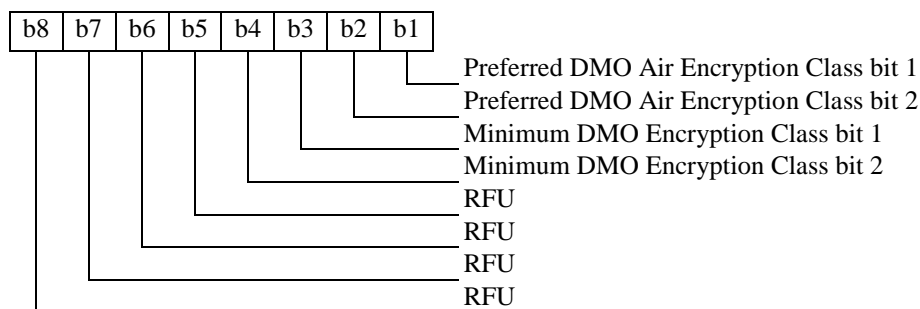 b8 b7 b6 b5 b4 b3 b2 b1
Preferred DMO Air Encryption Class bit 1
Preferred DMO Air Encryption Class bit 2
Minimum DMO Encryption Class bit 1
Minimum DMO Encryption Class bit 2
RFU
RFU
RFU
RFU